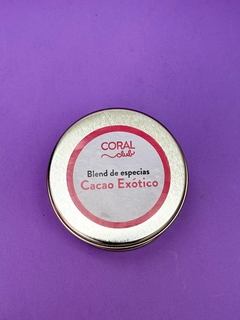 CORAL
club
Blend de especias
Cacao Exótico